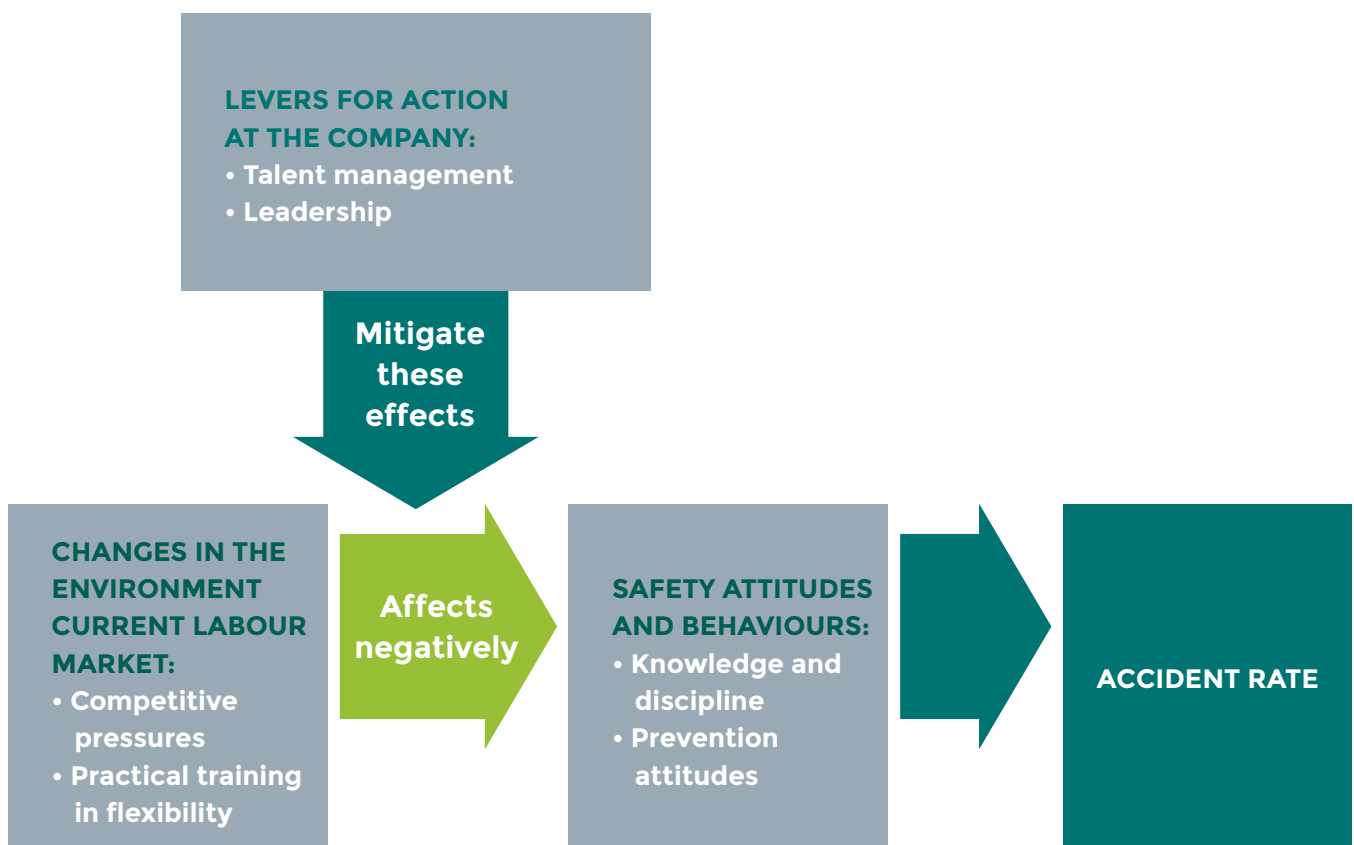 LEVERS FOR ACTION
AT THE COMPANY:
• Talent management
• Leadership
Mitigate
these
effects
CHANGES IN THE
ENVIRONMENT
CURRENT LABOUR
MARKET:
• Competitive
pressures
• Practical training
in flexibility
Affects
negatively
SAFETY ATTITUDES
AND BEHAVIOURS:
• Knowledge and
discipline
• Prevention
attitudes
ACCIDENT RATE